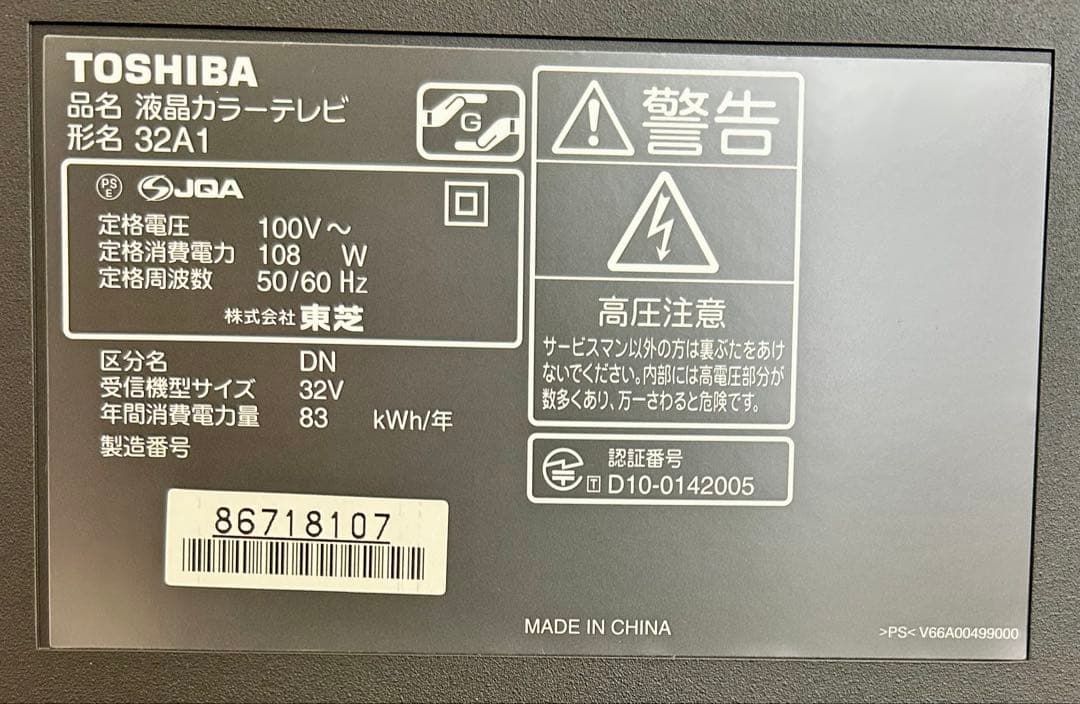 TOSHIBA
品名 液晶カラーテレビ
形名 32A1
G
PS
E
JQA
定格電圧 100V～
定格消費電力 108 W
定格周波数 50/60 Hz
株式会社 東芝
区分名 DN
受信機型サイズ 32V
年間消費電力量 83 kWh/年
製造番号
86718107
警告
高圧注意
サービスマン以外の方は裏ぶたをあけ
ないでください。内部には高電圧部分が
数多くあり、万一さわると危険です。
認証番号
T D10-0142005
MADE IN CHINA
>PS< V66A00499000